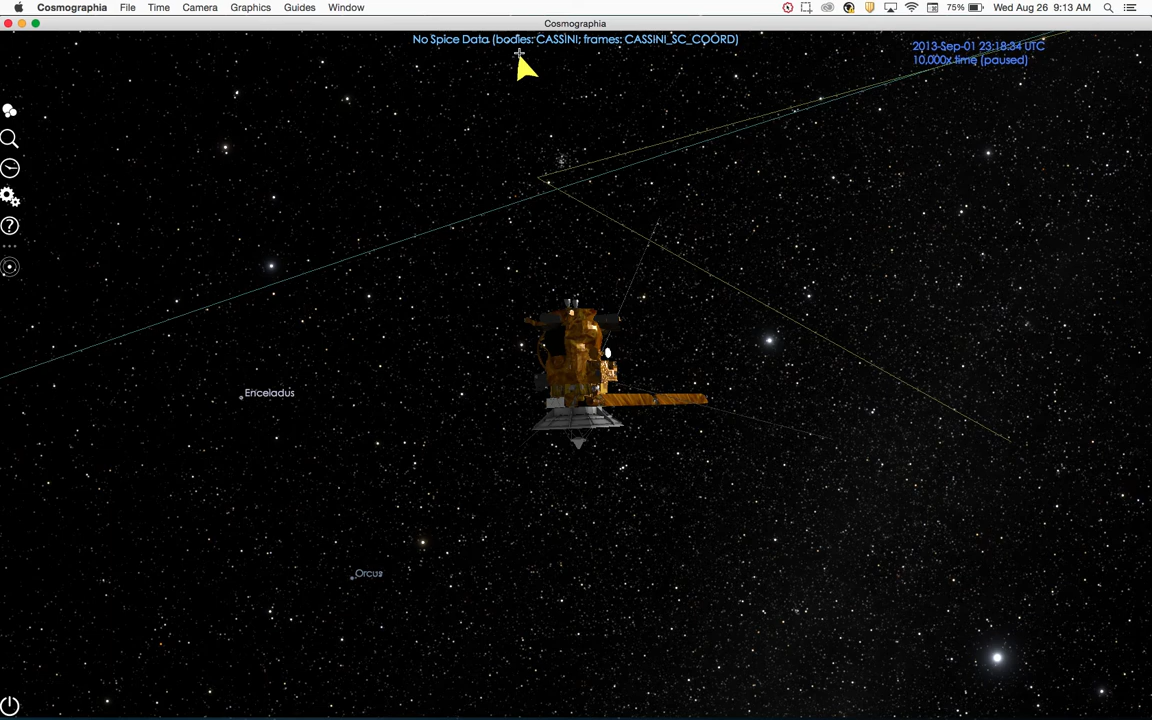 Cosmographia File Time Camera Graphics Guides Window 75% Wed Aug 26 9:13 AM
Cosmographia
No Spice Data (bodies: CASSINI; frames: CASSINI_SC_COORD)
2013-Sep-01 23:18:34 UTC
10,000x time (paused)
Enceladus
Orcus